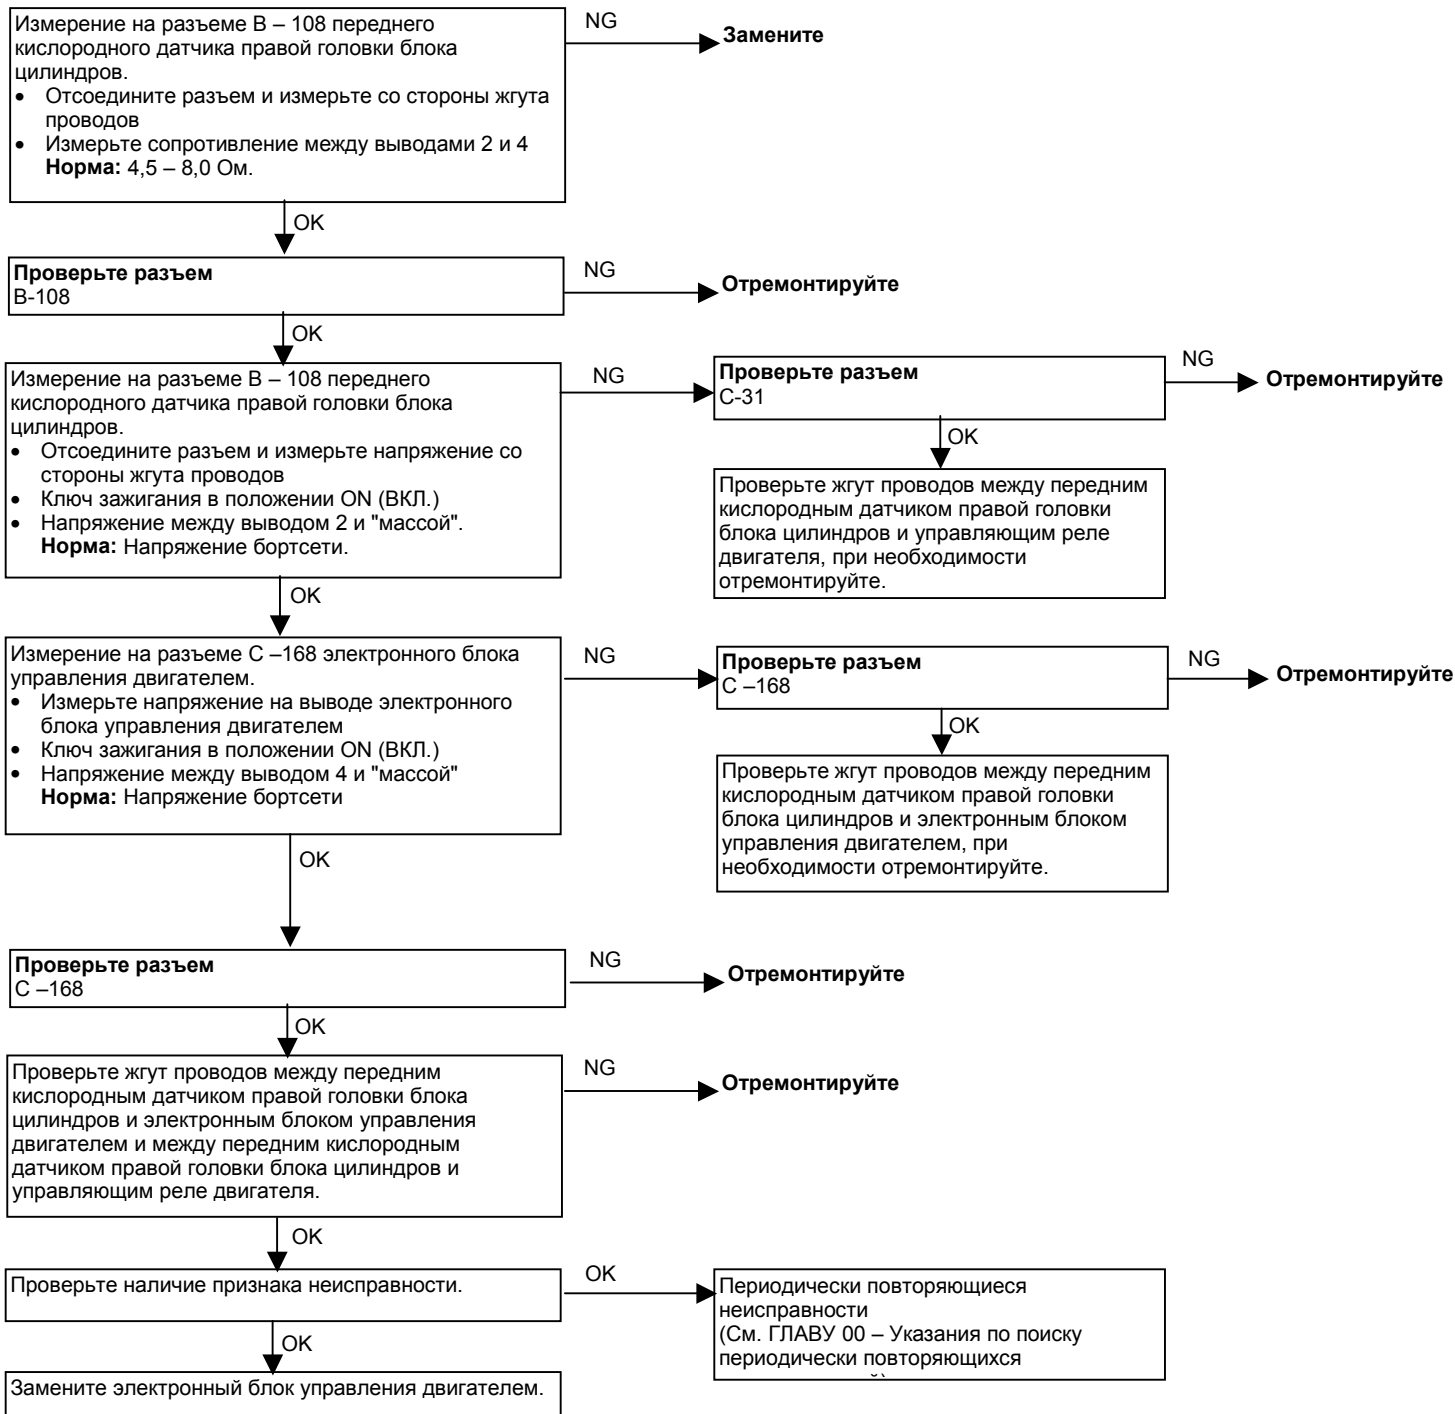 Измерение на разъеме B – 108 переднего
кислородного датчика правой головки блока
цилиндров.
• Отсоедините разъем и измерьте со стороны жгута
проводов
• Измерьте сопротивление между выводами 2 и 4
Норма: 4,5 – 8,0 Ом.
NG
Замените
OK
Проверьте разъем
B-108
NG
Отремонтируйте
OK
Измерение на разъеме B – 108 переднего
кислородного датчика правой головки блока
цилиндров.
• Отсоедините разъем и измерьте напряжение со
стороны жгута проводов
• Ключ зажигания в положении ON (ВКЛ.)
• Напряжение между выводом 2 и "массой".
Норма: Напряжение бортсети.
NG
Проверьте разъем
C-31
NG
Отремонтируйте
OK
Проверьте жгут проводов между передним
кислородным датчиком правой головки
блока цилиндров и управляющим реле
двигателя, при необходимости
отремонтируйте.
OK
Измерение на разъеме C –168 электронного блока
управления двигателем.
• Измерьте напряжение на выводе электронного
блока управления двигателем
• Ключ зажигания в положении ON (ВКЛ.)
• Напряжение между выводом 4 и "массой"
Норма: Напряжение бортсети
NG
Проверьте разъем
C –168
NG
Отремонтируйте
OK
Проверьте жгут проводов между передним
кислородным датчиком правой головки
блока цилиндров и электронным блоком
управления двигателем, при
необходимости отремонтируйте.
OK
Проверьте разъем
C –168
NG
Отремонтируйте
OK
Проверьте жгут проводов между передним
кислородным датчиком правой головки блока
цилиндров и электронным блоком управления
двигателем и между передним кислородным
датчиком правой головки блока цилиндров и
управляющим реле двигателя.
NG
Отремонтируйте
OK
Проверьте наличие признака неисправности.
OK
Периодически повторяющиеся
неисправности
(См. ГЛАВУ 00 – Указания по поиску
периодически повторяющихся
OK
Замените электронный блок управления двигателем.